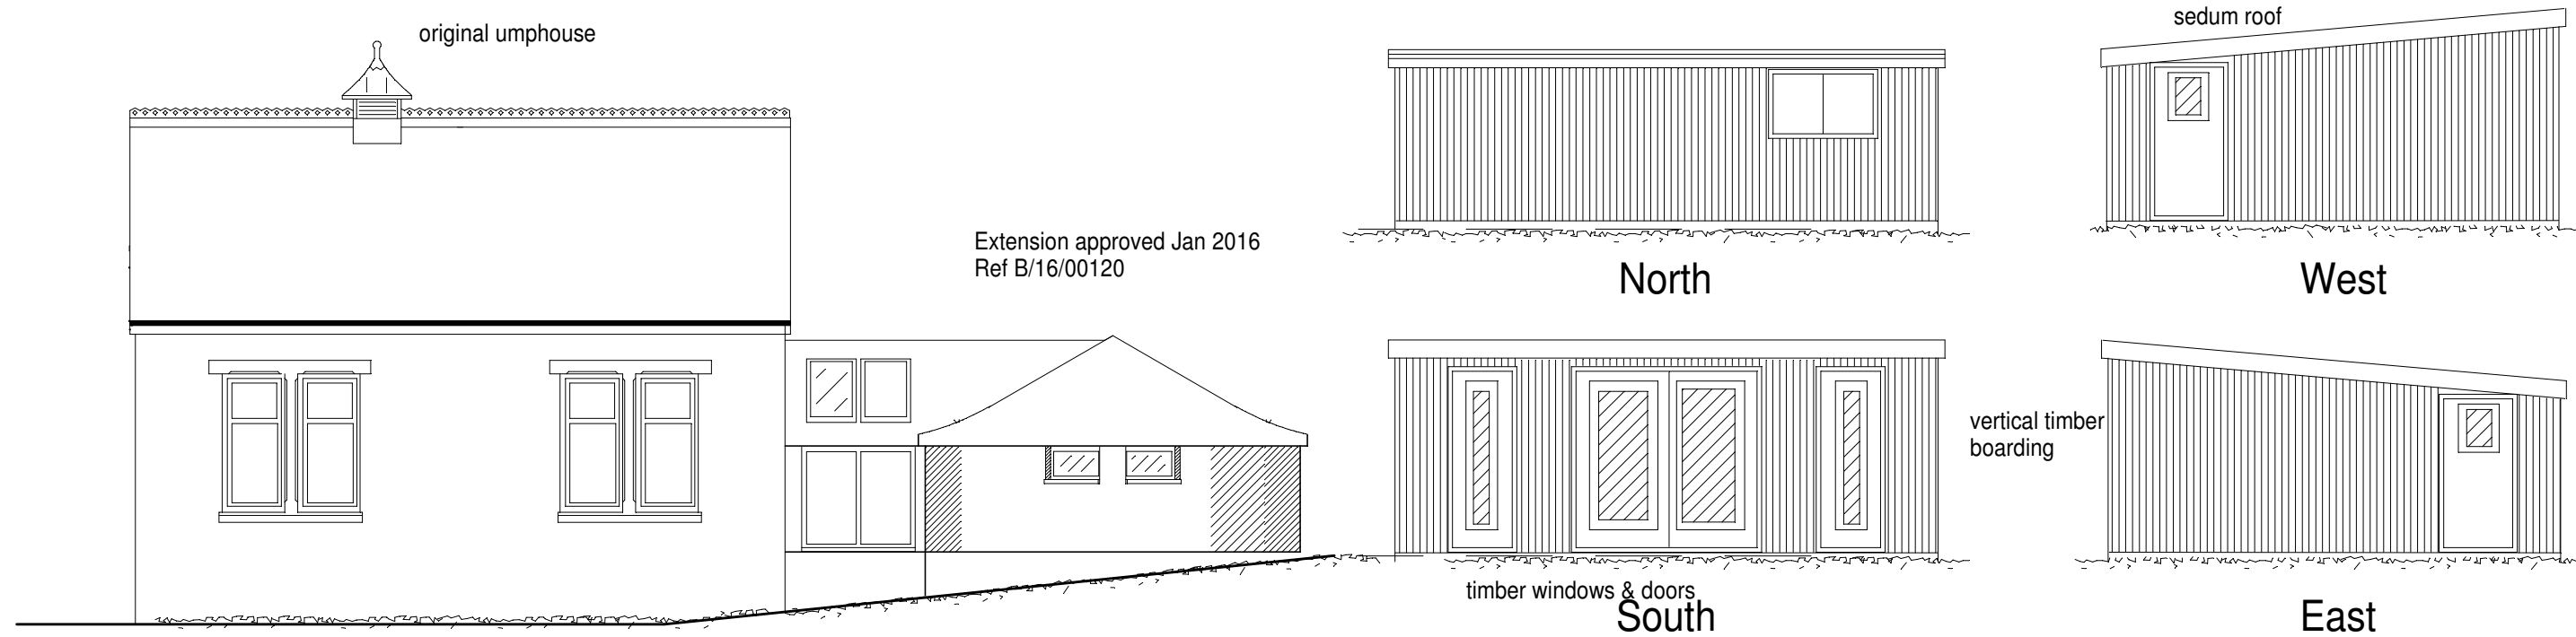 original umphouse
Extension approved Jan 2016
Ref B/16/00120
North
sedum roof
West
timber windows & doors
South
vertical timber
boarding
East